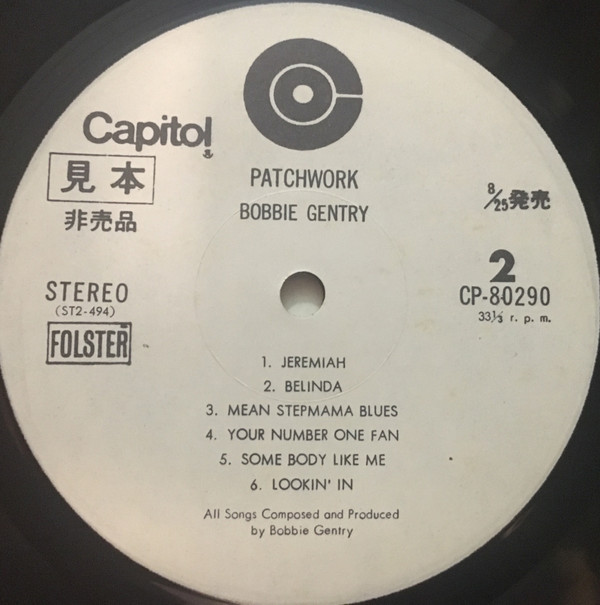 Capitol
見本
非売品
PATCHWORK
BOBBIE GENTRY
8/25発売
STEREO
(ST2-494)
FOLSTER
2
CP-80290
33⅓ r. p. m.
1. JEREMIAH
2. BELINDA
3. MEAN STEPMAMA BLUES
4. YOUR NUMBER ONE FAN
5. SOME BODY LIKE ME
6. LOOKIN' IN
All Songs Composed and Produced
by Bobbie Gentry